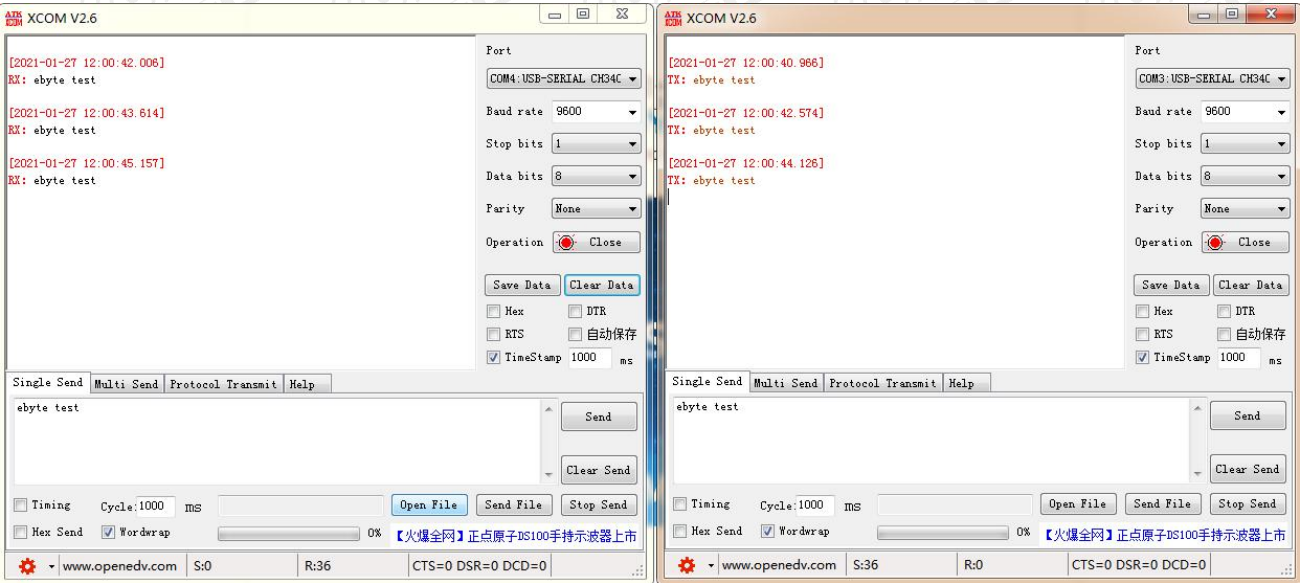 ATK XCOM XCOM V2.6
[2021-01-27 12:00:42.006]
RX: ebyte test
[2021-01-27 12:00:43.614]
RX: ebyte test
[2021-01-27 12:00:45.157]
RX: ebyte test
Port
COM4:USB-SERIAL CH34C
Baud rate 9600
Stop bits 1
Data bits 8
Parity None
Operation Close
Save Data Clear Data
Hex DTR
RTS 自动保存
TimeStamp 1000 ms
Single Send Multi Send Protocol Transmit Help
ebyte test
Send
Clear Send
Timing Cycle:1000 ms Open File Send File Stop Send
Hex Send Wordwrap 0% 【火爆全网】正点原子DS100手持示波器上市
www.openedv.com S:0 R:36 CTS=0 DSR=0 DCD=0
ATK XCOM XCOM V2.6
[2021-01-27 12:00:40.966]
TX: ebyte test
[2021-01-27 12:00:42.574]
TX: ebyte test
[2021-01-27 12:00:44.126]
TX: ebyte test
Port
COM3:USB-SERIAL CH34C
Baud rate 9600
Stop bits 1
Data bits 8
Parity None
Operation Close
Save Data Clear Data
Hex DTR
RTS 自动保存
TimeStamp 1000 ms
Single Send Multi Send Protocol Transmit Help
ebyte test
Send
Clear Send
Timing Cycle:1000 ms Open File Send File Stop Send
Hex Send Wordwrap 0% 【火爆全网】正点原子DS100手持示波器上市
www.openedv.com S:36 R:0 CTS=0 DSR=0 DCD=0